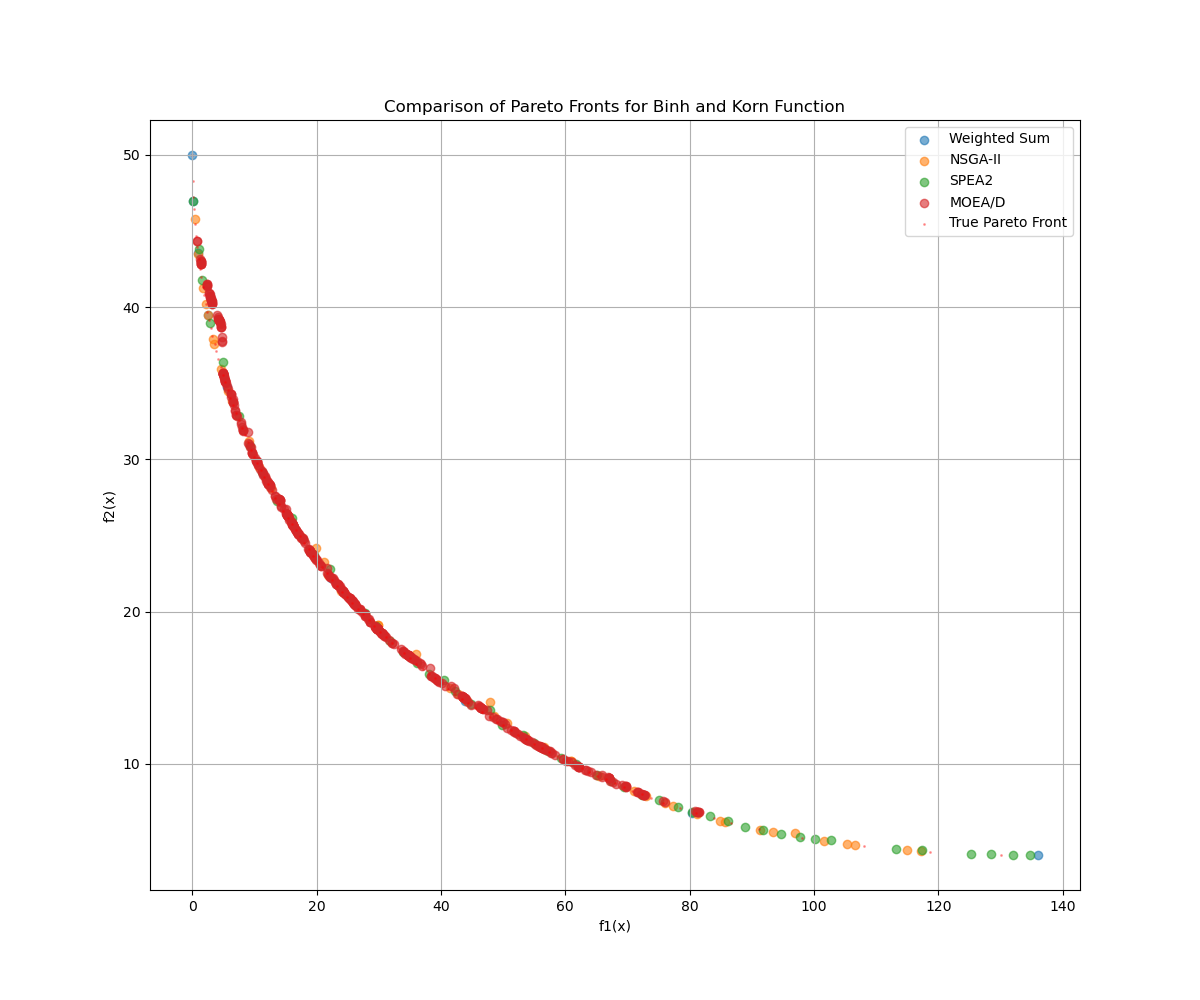 Comparison of Pareto Fronts for Binh and Korn Function
Weighted Sum
NSGA-II
SPEA2
MOEA/D
True Pareto Front
f2(x)
50
40
30
20
10
0 20 40 60 80 100 120 140
f1(x)